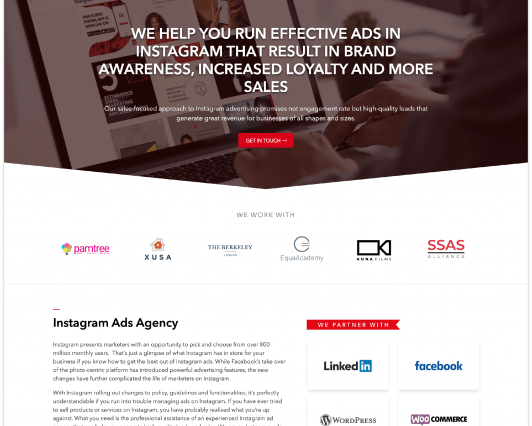 WE HELP YOU RUN EFFECTIVE ADS IN
INSTAGRAM THAT RESULT IN BRAND
AWARENESS, INCREASED LOYALTY AND MORE
SALES
Our sales-focused approach to Instagram advertising promises not engagement rate but high-quality leads that
generate great revenue for businesses of all shapes and sizes.
GET IN TOUCH →
WE WORK WITH
pamtree
XUSA
THE BERKELEY
LONDON
EquaAcademy
KUNA FILMS
SSAS
ALLIANCE
Instagram Ads Agency
Instagram presents marketers with an opportunity to pick and choose from over 800
million monthly users. That's just a glimpse of what Instagram has in store for your
business if you know how to get the best out of Instagram ads. While Facebook's take over
of the photo-centric platform has introduced powerful advertising features, the new
changes have further complicated the life of marketers on Instagram.
With Instagram rolling out changes to policy, guidelines and functionalities, it's perfectly
understandable if you run into trouble managing ads on Instagram. If you have ever tried
to sell products or services on Instagram, you have probably realised what you're up
against. What you need is the professional assistance of an experienced Instagram ad
WE PARTNER WITH
Linkedin
facebook
WORDPRESS
WOO COMMERCE